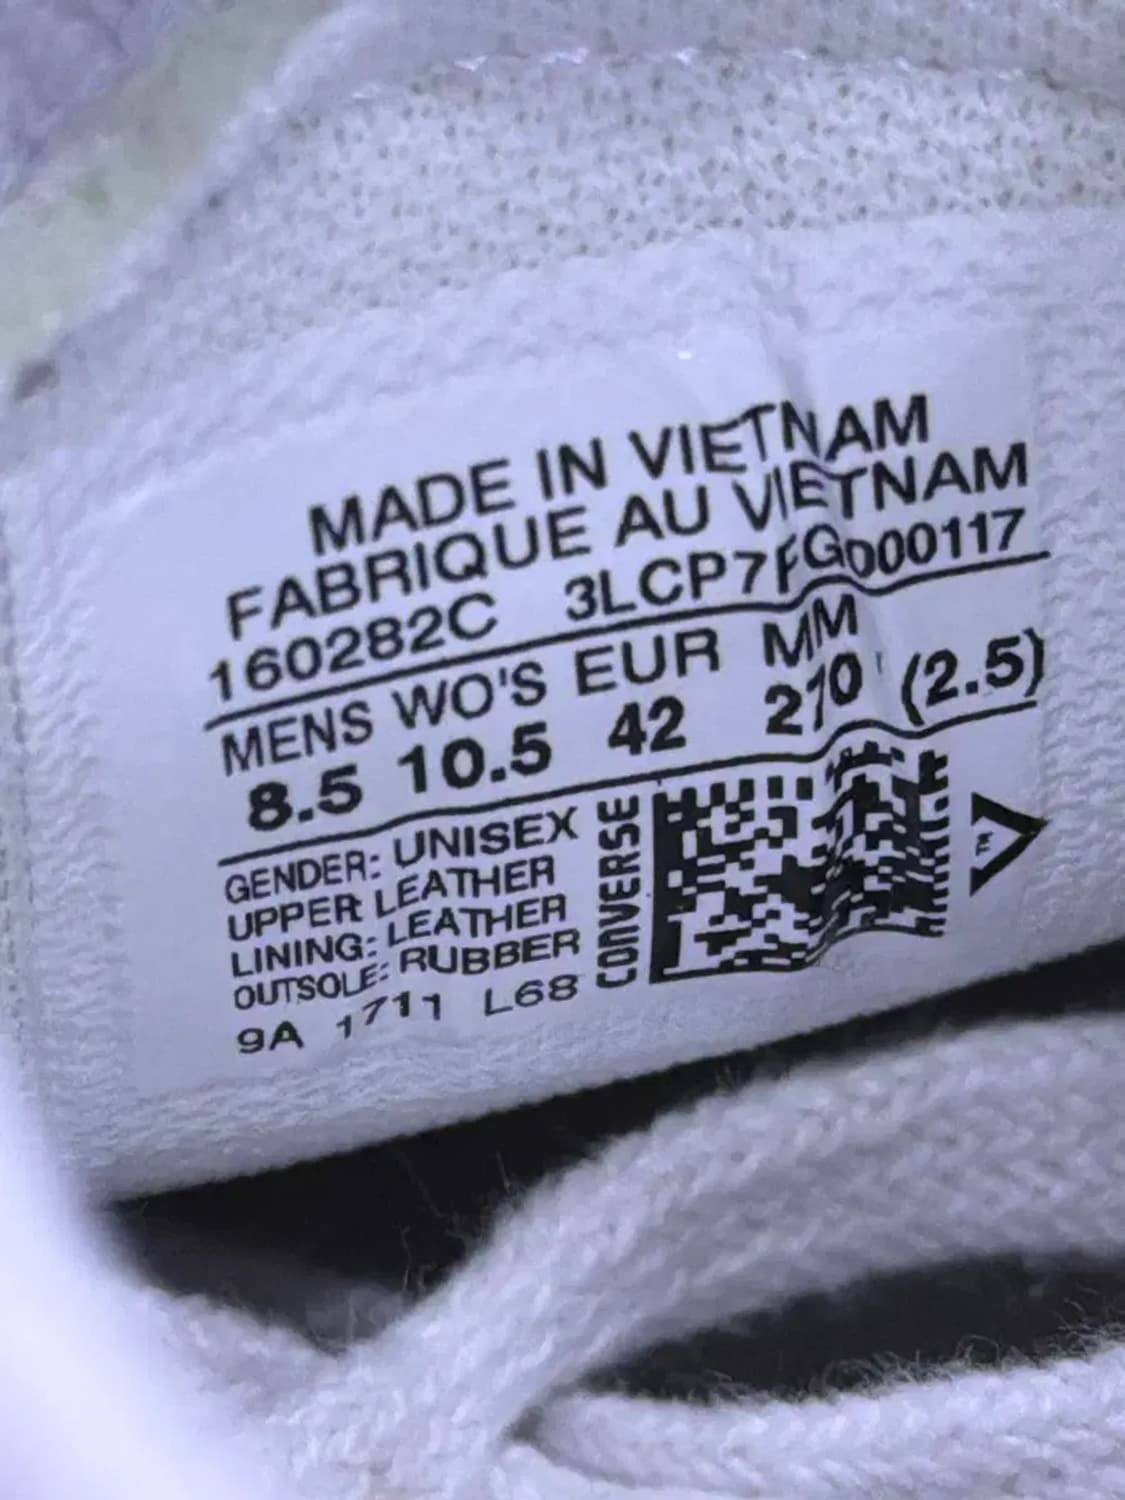 MADE IN VIETNAM
FABRIQUE AU VIETNAM
160282C 3LCP7FG000117
MENS WO'S EUR MM
8.5 10.5 42 270 (2.5)
GENDER: UNISEX
UPPER: LEATHER
LINING: LEATHER
OUTSOLE: RUBBER
9A 1711 L68
CONVERSE